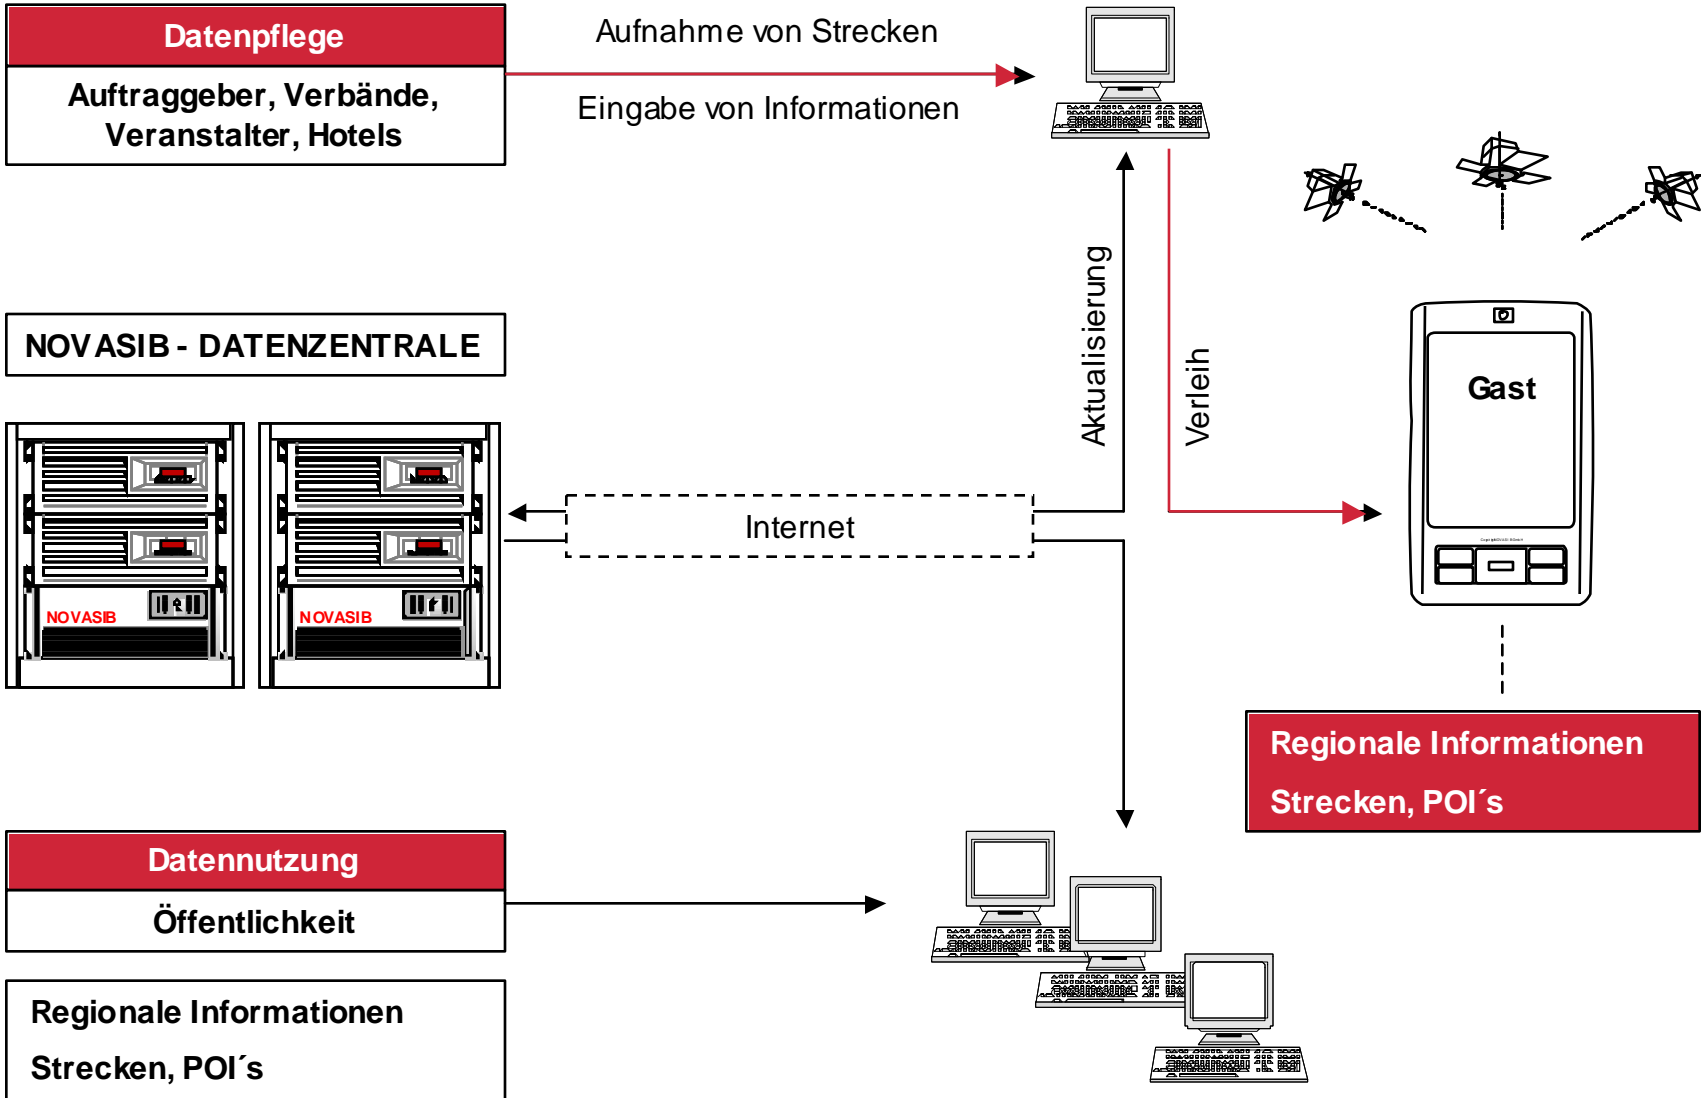 Datenpflege
Auftraggeber, Verbände,
Veranstalter, Hotels
Aufnahme von Strecken
Eingabe von Informationen
Aktualisierung
Verleih
NOVASIB - DATENZENTRALE
NOVASIB
NOVASIB
Internet
Gast
Regionale Informationen
Strecken, POI´s
Datennutzung
Öffentlichkeit
Regionale Informationen
Strecken, POI´s